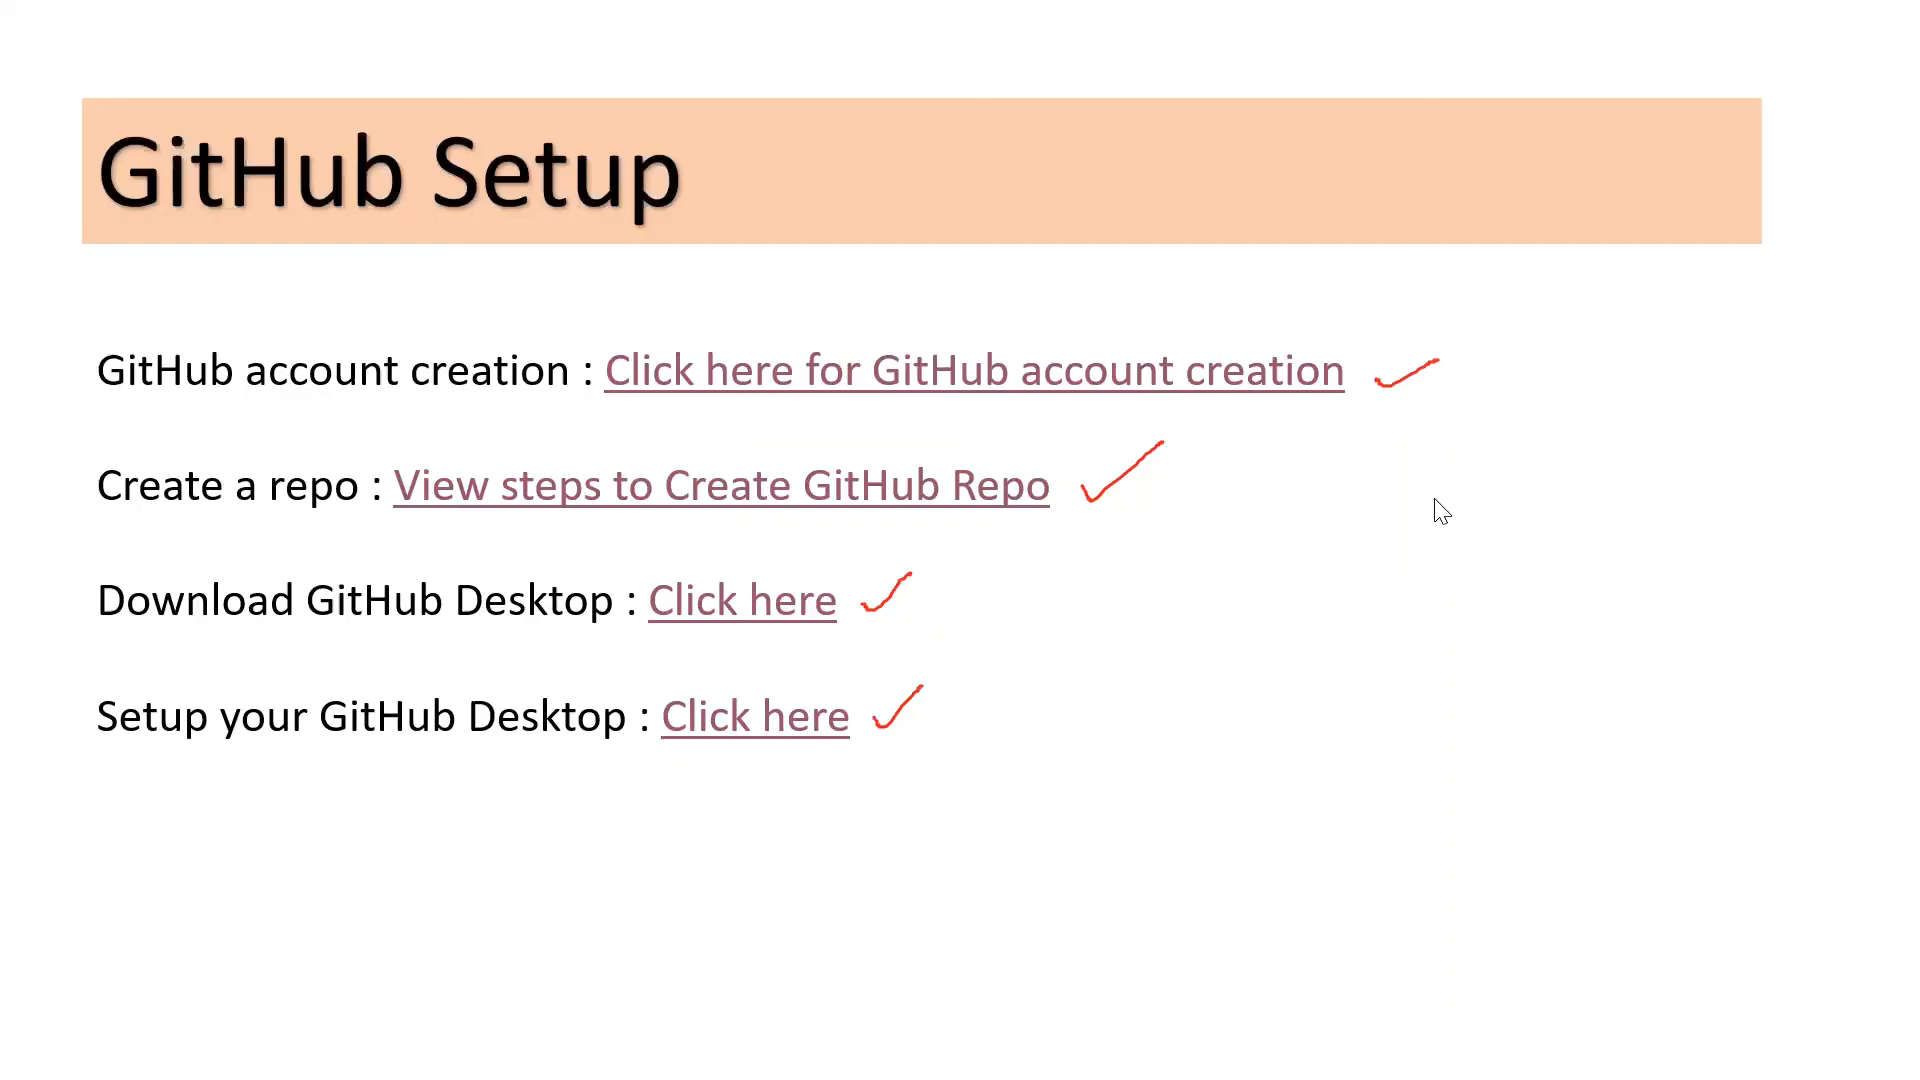 GitHub Setup
GitHub account creation : Click here for GitHub account creation
Create a repo : View steps to Create GitHub Repo
Download GitHub Desktop : Click here
Setup your GitHub Desktop : Click here